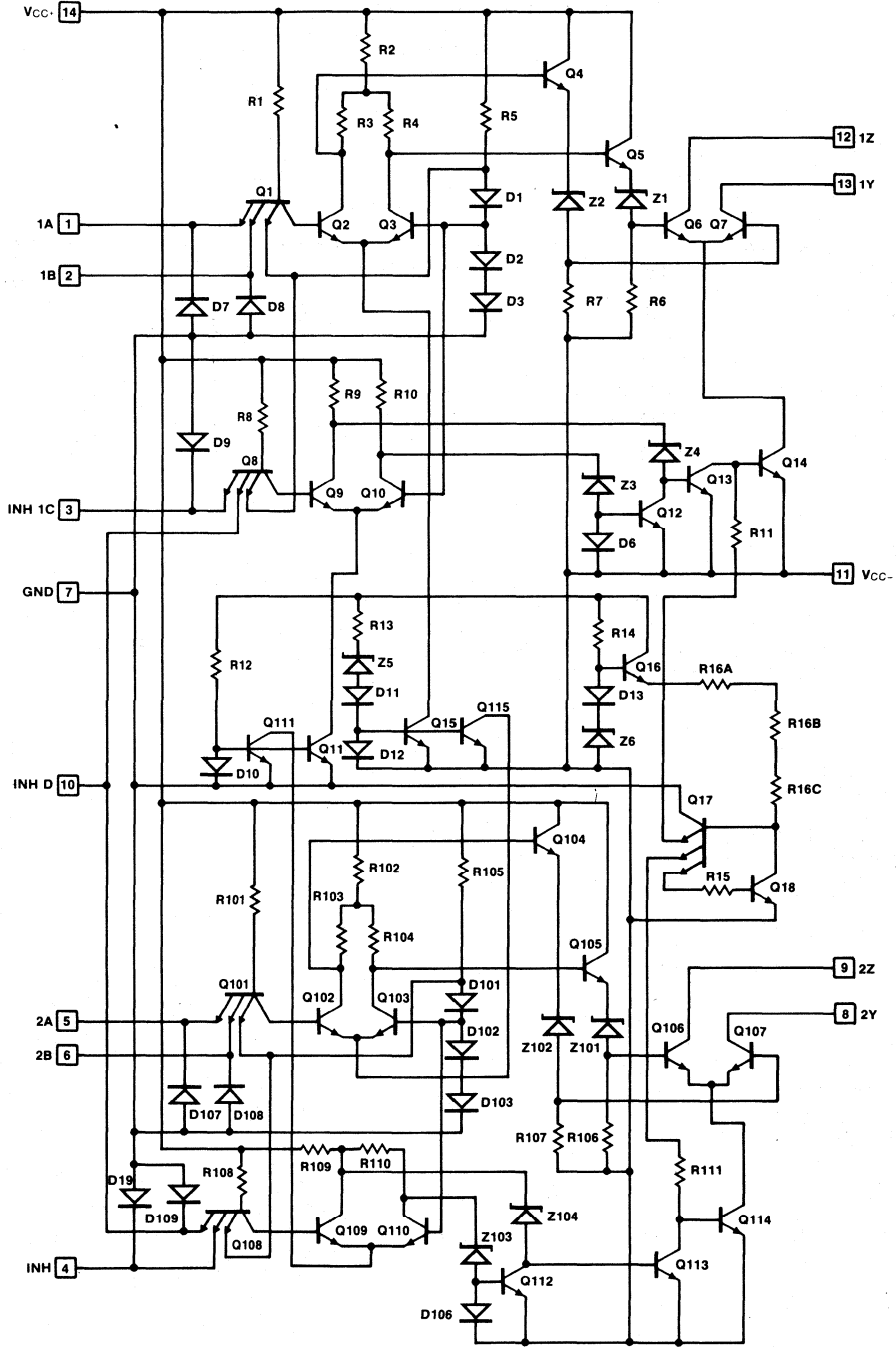 VCC+ 14
R2
Q4
R1
R3 R4
R5
Q5
12 1Z
Q1
D1
13 1Y
Z2 Z1
1A 1
Q2 Q3
Q6 Q7
D2
1B 2
D7 D8
D3
R7 R6
R9 R10
R8
D9
Z4
Q14
Q8
Q13
Z3
Q9 Q10
INH 1C 3
Q12
R11
D6
11 VCC-
GND 7
R13
R14
R12
Z5
Q16
R16A
D11
D13
Q115
R16B
Q111
Q15
Q11
D12
Z6
D10
INH D 10
R16C
Q17
Q104
R102
R105
R15
Q18
R101
R103
R104
Q105
9 2Z
Q101
D101
Q102 Q103
8 2Y
2A 5
Q106 Q107
D102
Z102 Z101
2B 6
D107 D108
D103
R107 R106
R109 R110
R108
R111
D19
D109
Z104
Q114
Q109 Q110
Q108
Z103
INH 4
Q113
Q112
D106